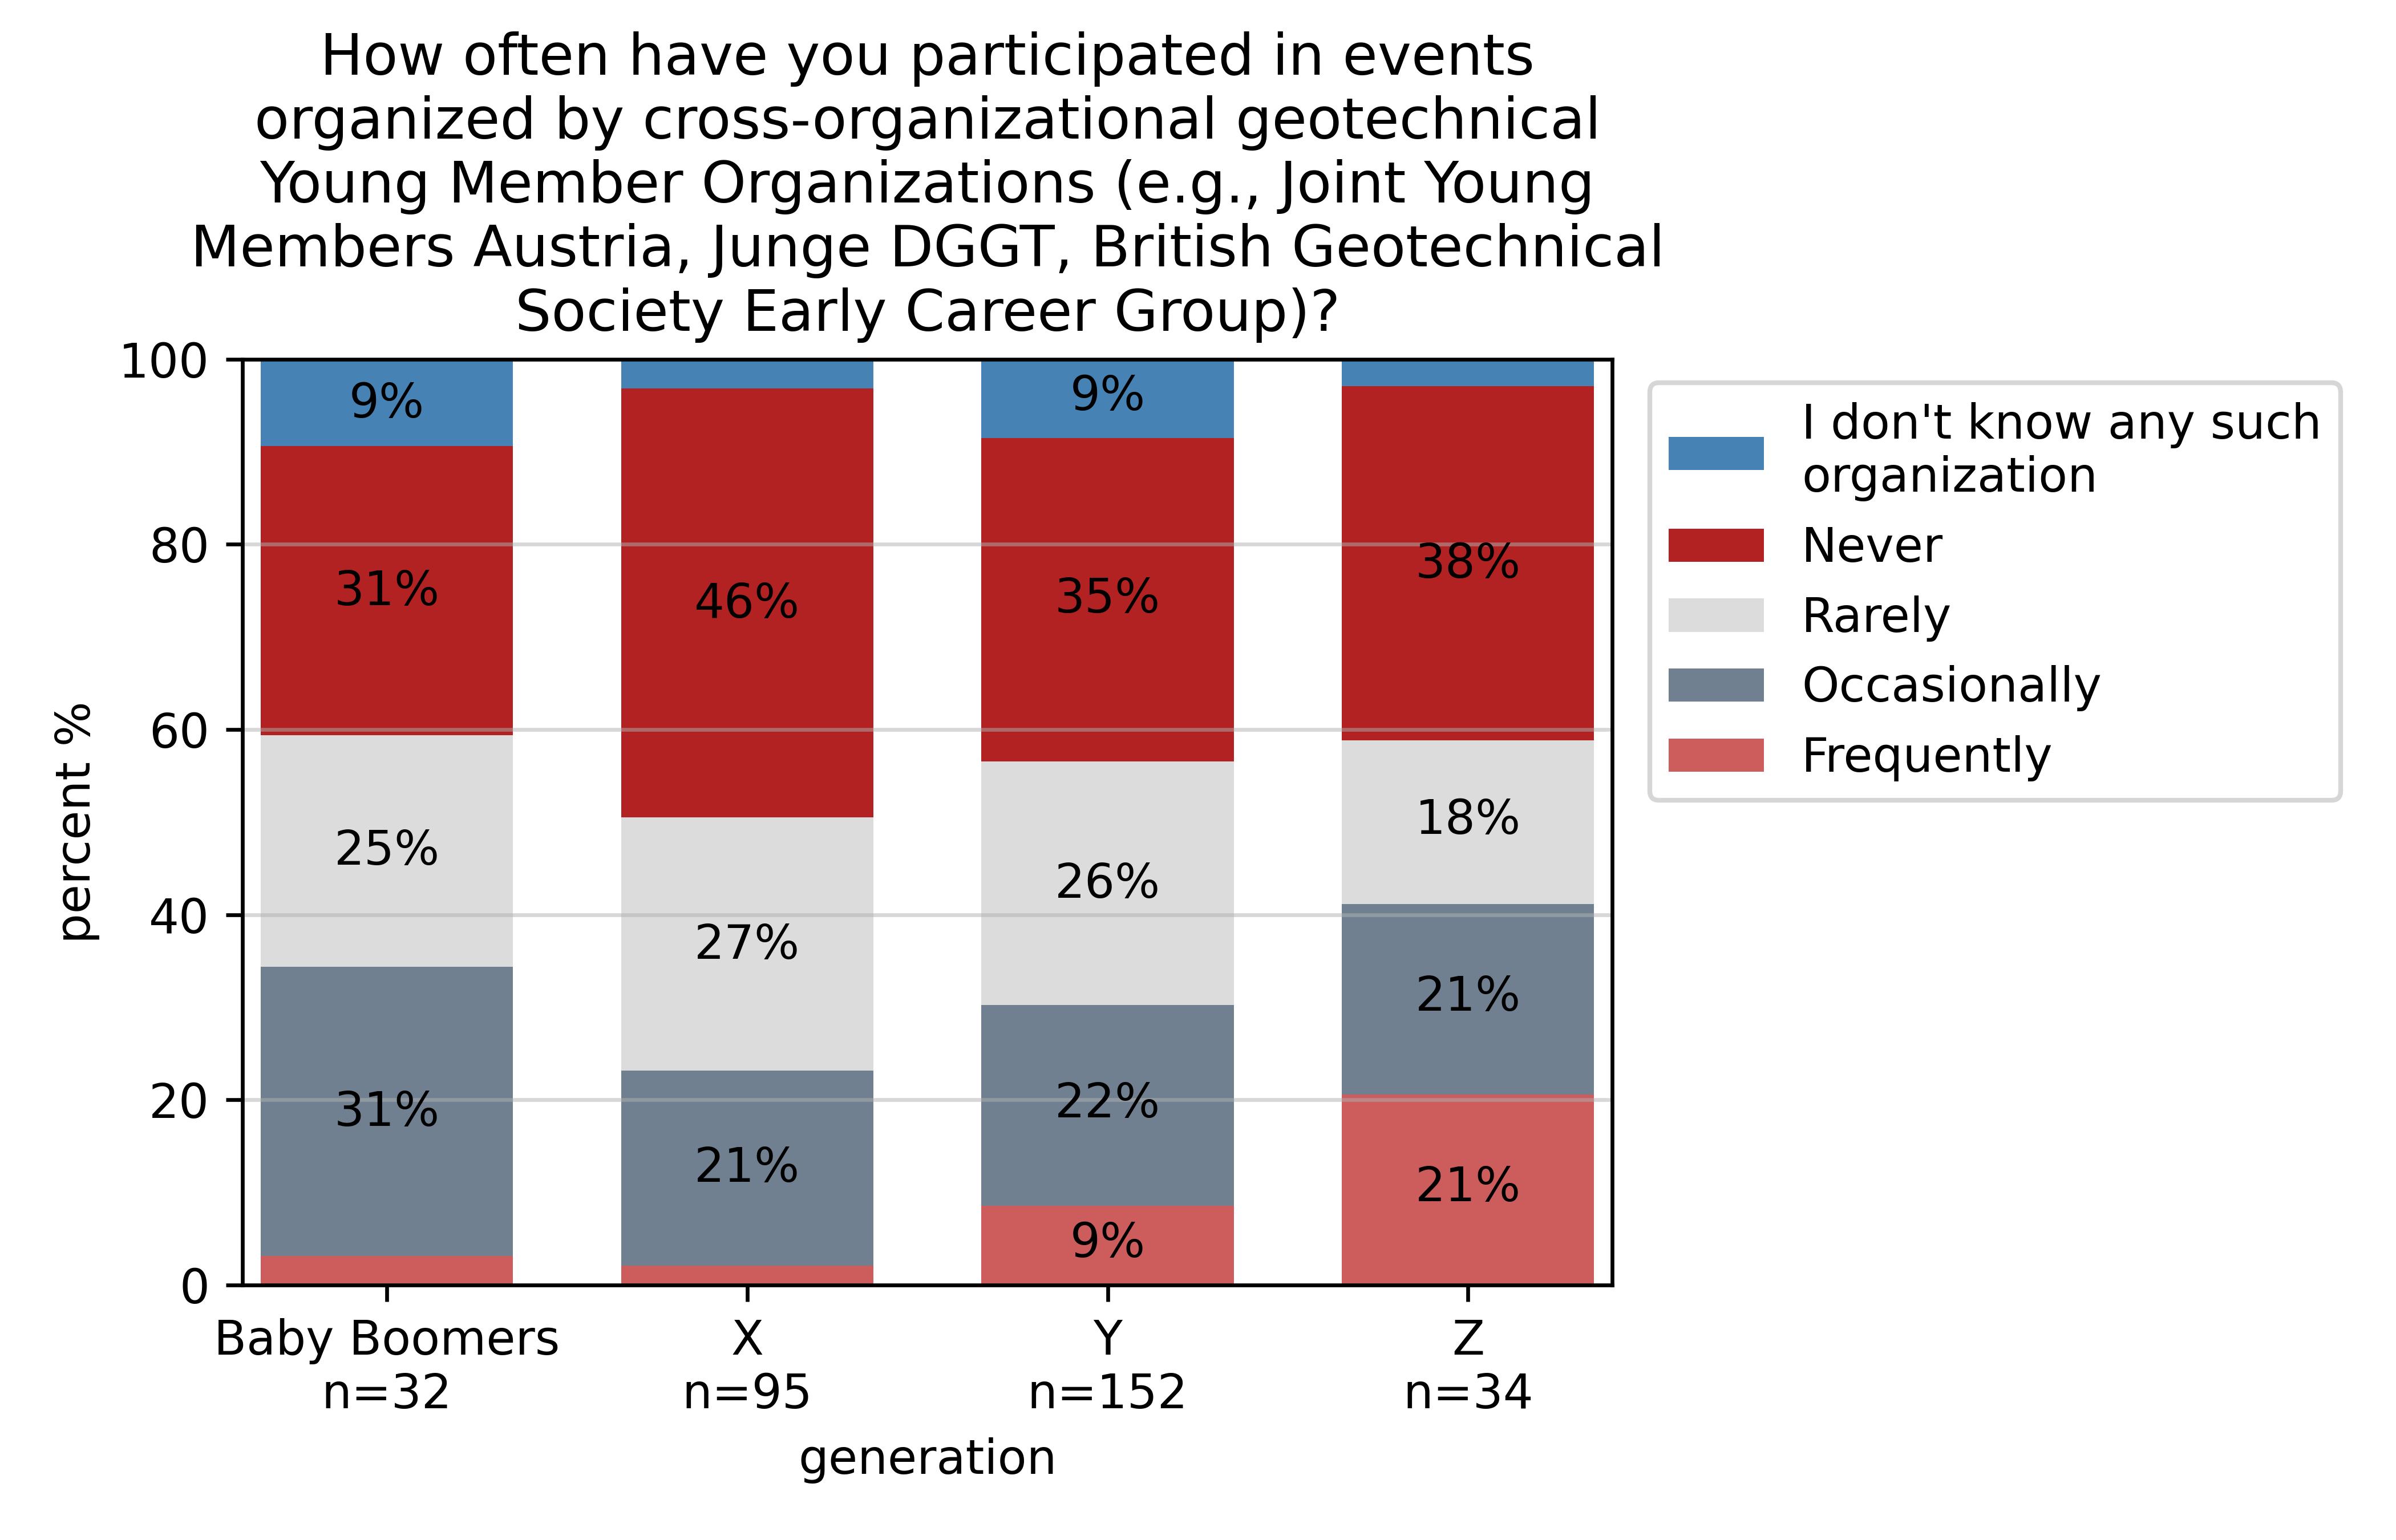 How often have you participated in events
organized by cross-organizational geotechnical
Young Member Organizations (e.g., Joint Young
Members Austria, Junge DGGT, British Geotechnical
Society Early Career Group)?
100
80
60
40
20
0
percent %
9%
31%
25%
31%
46%
27%
21%
9%
35%
26%
22%
9%
38%
18%
21%
21%
Baby Boomers
n=32
X
n=95
Y
n=152
Z
n=34
generation
I don't know any such
organization
Never
Rarely
Occasionally
Frequently